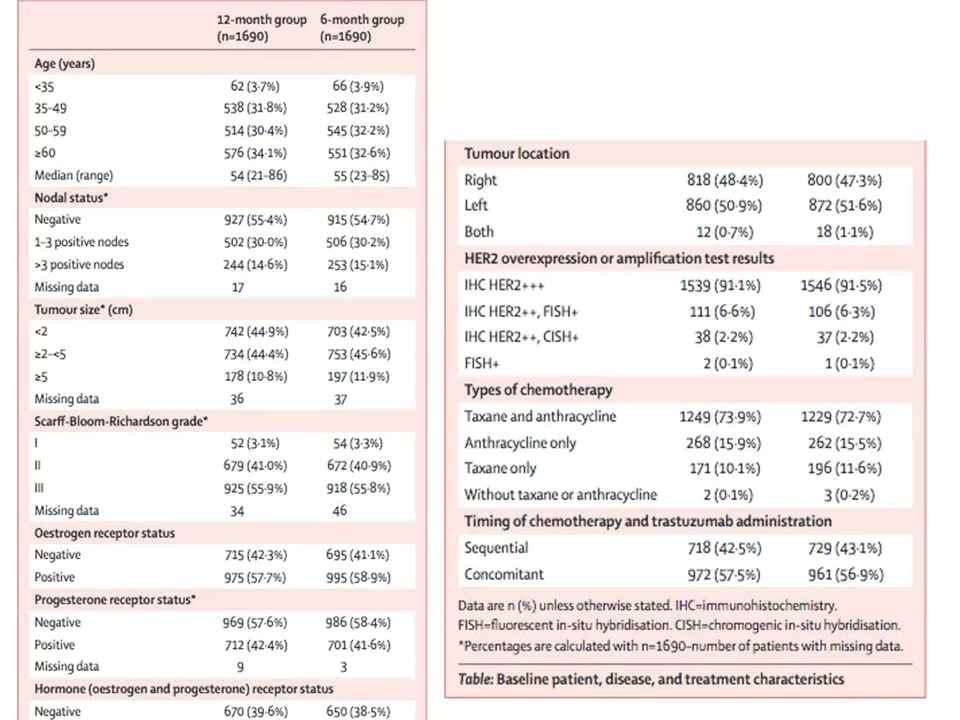 12-month group 6-month group
(n=1690) (n=1690)
Age (years)
<35 62 (3·7%) 66 (3·9%)
35–49 538 (31·8%) 528 (31·2%)
50–59 514 (30·4%) 545 (32·2%)
≥60 576 (34·1%) 551 (32·6%)
Median (range) 54 (21–86) 55 (23–85)
Nodal status*
Negative 927 (55·4%) 915 (54·7%)
1–3 positive nodes 502 (30·0%) 506 (30·2%)
>3 positive nodes 244 (14·6%) 253 (15·1%)
Missing data 17 16
Tumour size* (cm)
<2 742 (44·9%) 703 (42·5%)
≥2–<5 734 (44·4%) 753 (45·6%)
≥5 178 (10·8%) 197 (11·9%)
Missing data 36 37
Scarff-Bloom-Richardson grade*
I 52 (3·1%) 54 (3·3%)
II 679 (41·0%) 672 (40·9%)
III 925 (55·9%) 918 (55·8%)
Missing data 34 46
Oestrogen receptor status
Negative 715 (42·3%) 695 (41·1%)
Positive 975 (57·7%) 995 (58·9%)
Progesterone receptor status*
Negative 969 (57·6%) 986 (58·4%)
Positive 712 (42·4%) 701 (41·6%)
Missing data 9 3
Hormone (oestrogen and progesterone) receptor status
Negative 670 (39·6%) 650 (38·5%)
Tumour location
Right 818 (48·4%) 800 (47·3%)
Left 860 (50·9%) 872 (51·6%)
Both 12 (0·7%) 18 (1·1%)
HER2 overexpression or amplification test results
IHC HER2+++ 1539 (91·1%) 1546 (91·5%)
IHC HER2++, FISH+ 111 (6·6%) 106 (6·3%)
IHC HER2++, CISH+ 38 (2·2%) 37 (2·2%)
FISH+ 2 (0·1%) 1 (0·1%)
Types of chemotherapy
Taxane and anthracycline 1249 (73·9%) 1229 (72·7%)
Anthracycline only 268 (15·9%) 262 (15·5%)
Taxane only 171 (10·1%) 196 (11·6%)
Without taxane or anthracycline 2 (0·1%) 3 (0·2%)
Timing of chemotherapy and trastuzumab administration
Sequential 718 (42·5%) 729 (43·1%)
Concomitant 972 (57·5%) 961 (56·9%)
Data are n (%) unless otherwise stated. IHC=immunohistochemistry.
FISH=fluorescent in-situ hybridisation. CISH=chromogenic in-situ hybridisation.
*Percentages are calculated with n=1690–number of patients with missing data.
Table: Baseline patient, disease, and treatment characteristics